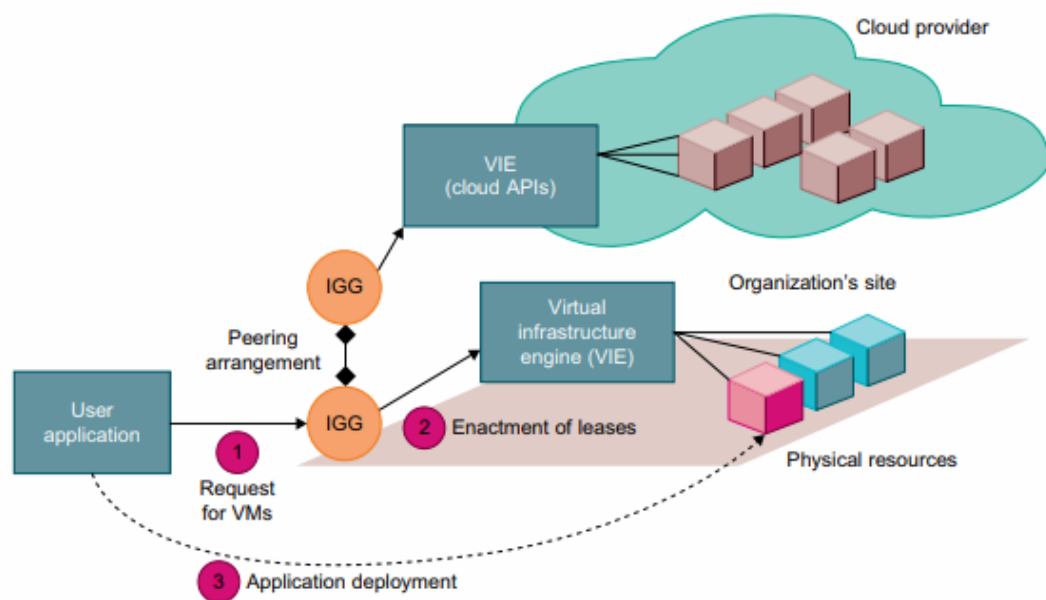 Cloud provider
VIE
(cloud APIs)
IGG
Organization's site
Peering
arrangement
Virtual
infrastructure
engine (VIE)
User
application
IGG
1
Request
for VMs
2 Enactment of leases
Physical resources
3 Application deployment